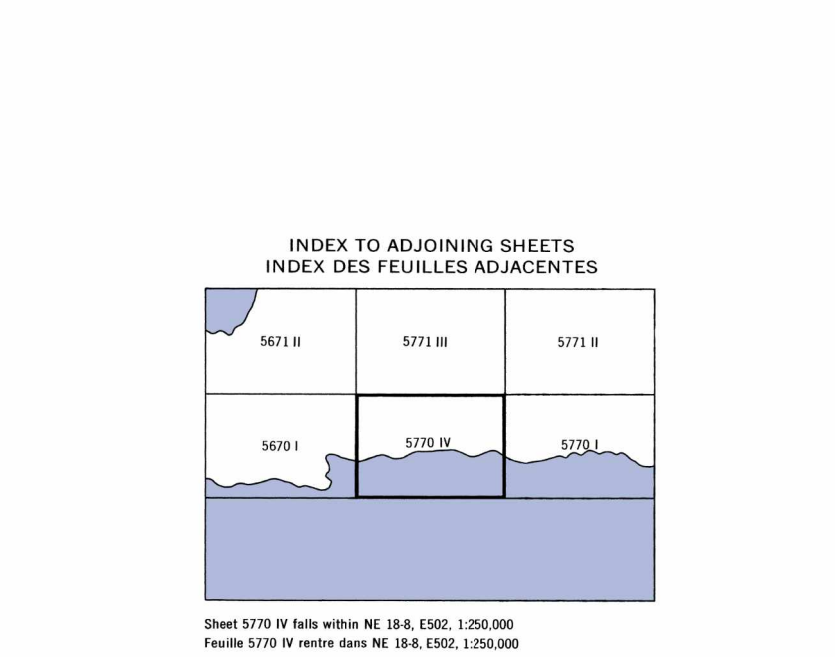 INDEX TO ADJOINING SHEETS
INDEX DES FEUILLES ADJACENTES
5671 II
5771 III
5771 II
5670 I
5770 IV
5770 I
Sheet 5770 IV falls within NE 18-8, E502, 1:250,000
Feuille 5770 IV rentre dans NE 18-8, E502, 1:250,000